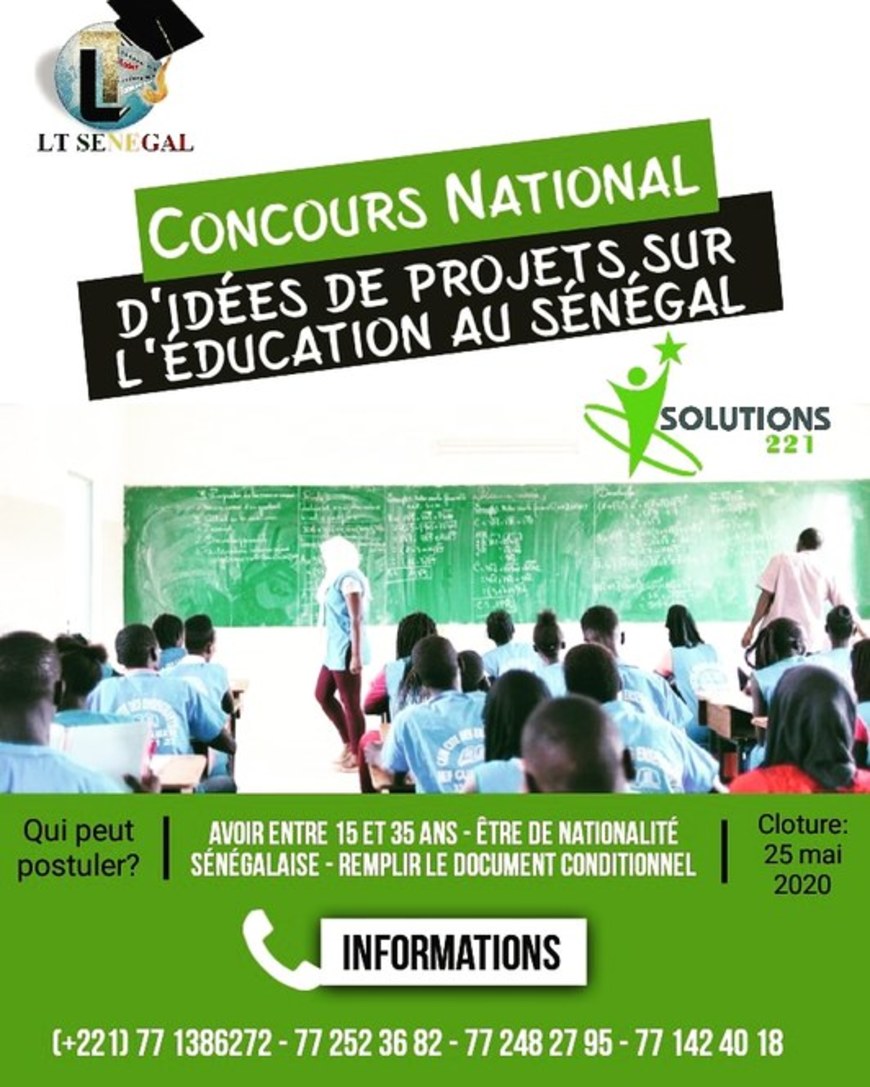 LT SENEGAL
CONCOURS NATIONAL
D'IDÉES DE PROJETS SUR
L'ÉDUCATION AU SÉNÉGAL
SOLUTIONS
221
Qui peut
postuler?
AVOIR ENTRE 15 ET 35 ANS - ÊTRE DE NATIONALITÉ
SÉNÉGALAISE - REMPLIR LE DOCUMENT CONDITIONNEL
Cloture:
25 mai
2020
INFORMATIONS
(+221) 77 1386272 - 77 252 36 82 - 77 248 27 95 - 77 142 40 18